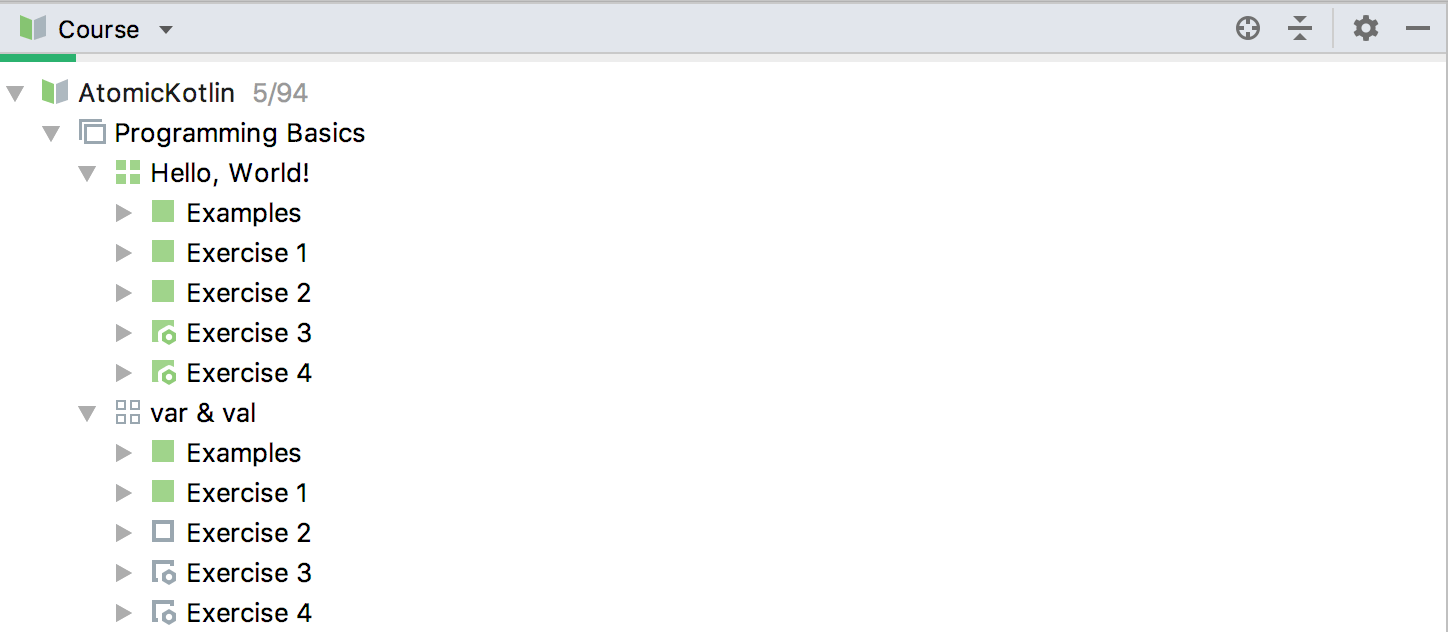 Course
AtomicKotlin 5/94
Programming Basics
Hello, World!
Examples
Exercise 1
Exercise 2
Exercise 3
Exercise 4
var & val
Examples
Exercise 1
Exercise 2
Exercise 3
Exercise 4